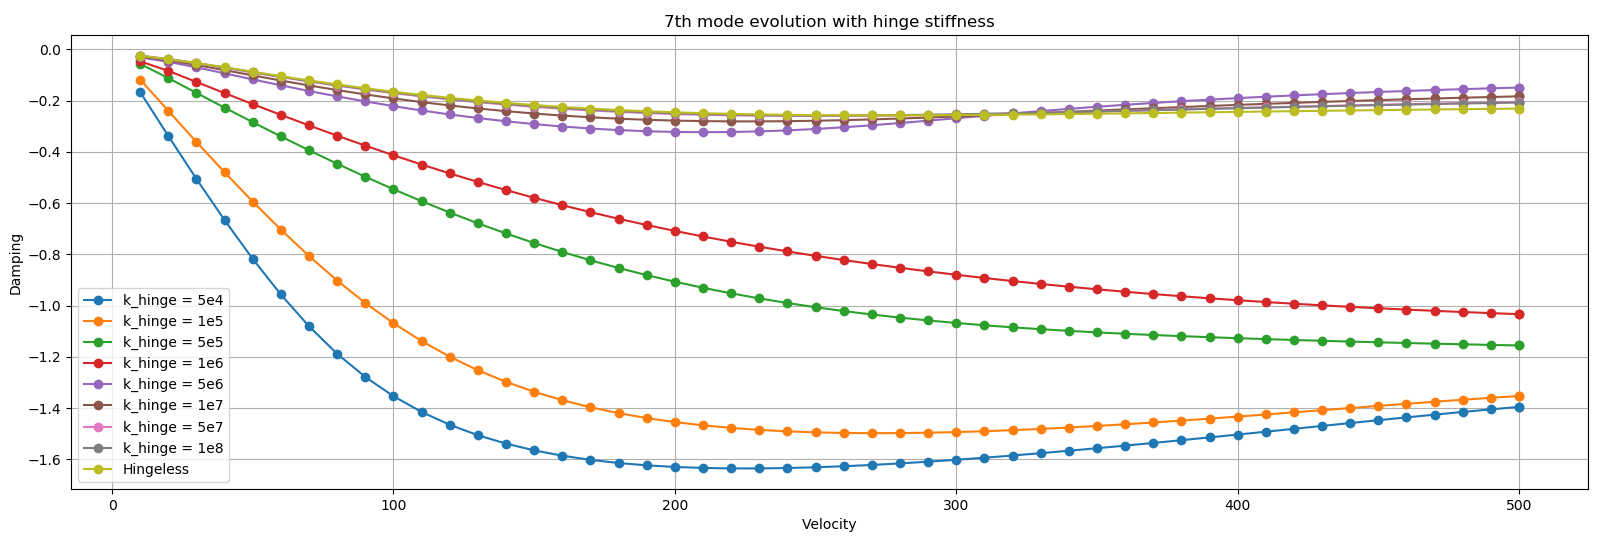 7th mode evolution with hinge stiffness
Damping
0.0
−0.2
−0.4
−0.6
−0.8
−1.0
−1.2
−1.4
−1.6
k_hinge = 5e4
k_hinge = 1e5
k_hinge = 5e5
k_hinge = 1e6
k_hinge = 5e6
k_hinge = 1e7
k_hinge = 5e7
k_hinge = 1e8
Hingeless
0 100 200 300 400 500
Velocity